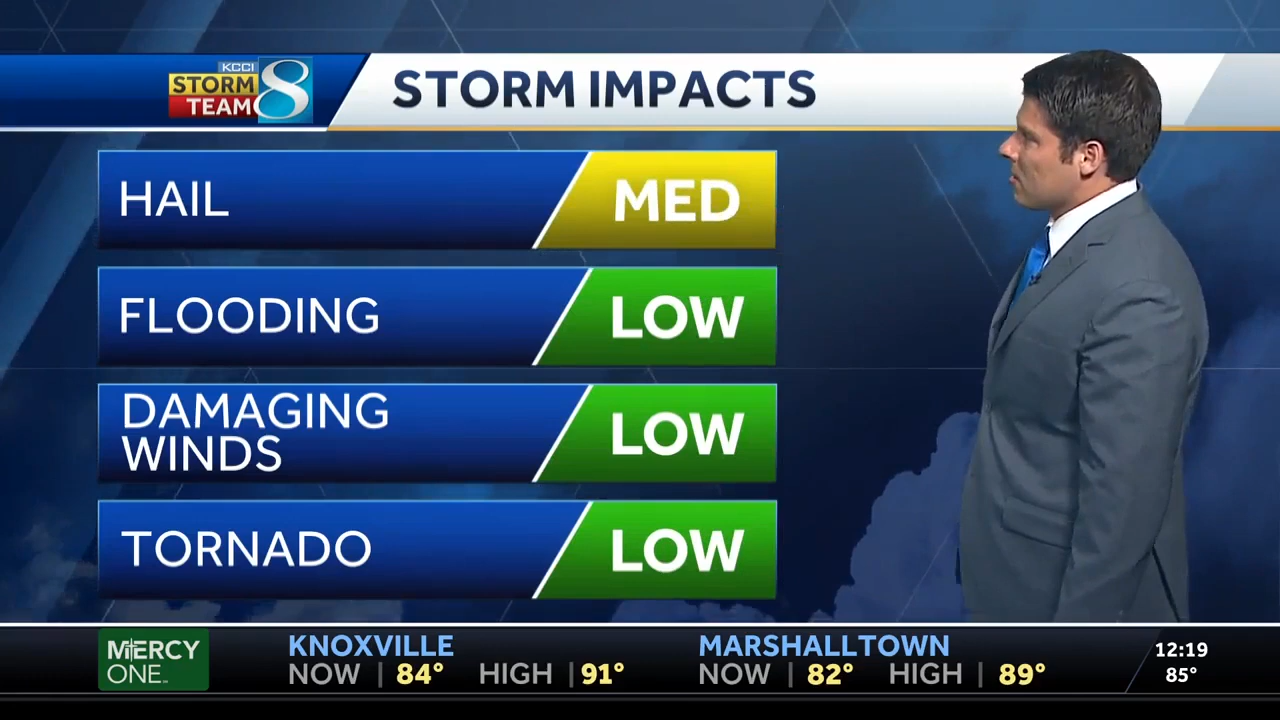 KCCI
STORM
TEAM 8
STORM IMPACTS
HAIL MED
FLOODING LOW
DAMAGING
WINDS LOW
TORNADO LOW
MERCY
ONE
KNOXVILLE
NOW | 84° HIGH | 91°
MARSHALLTOWN
NOW | 82° HIGH | 89°
12:19
85°